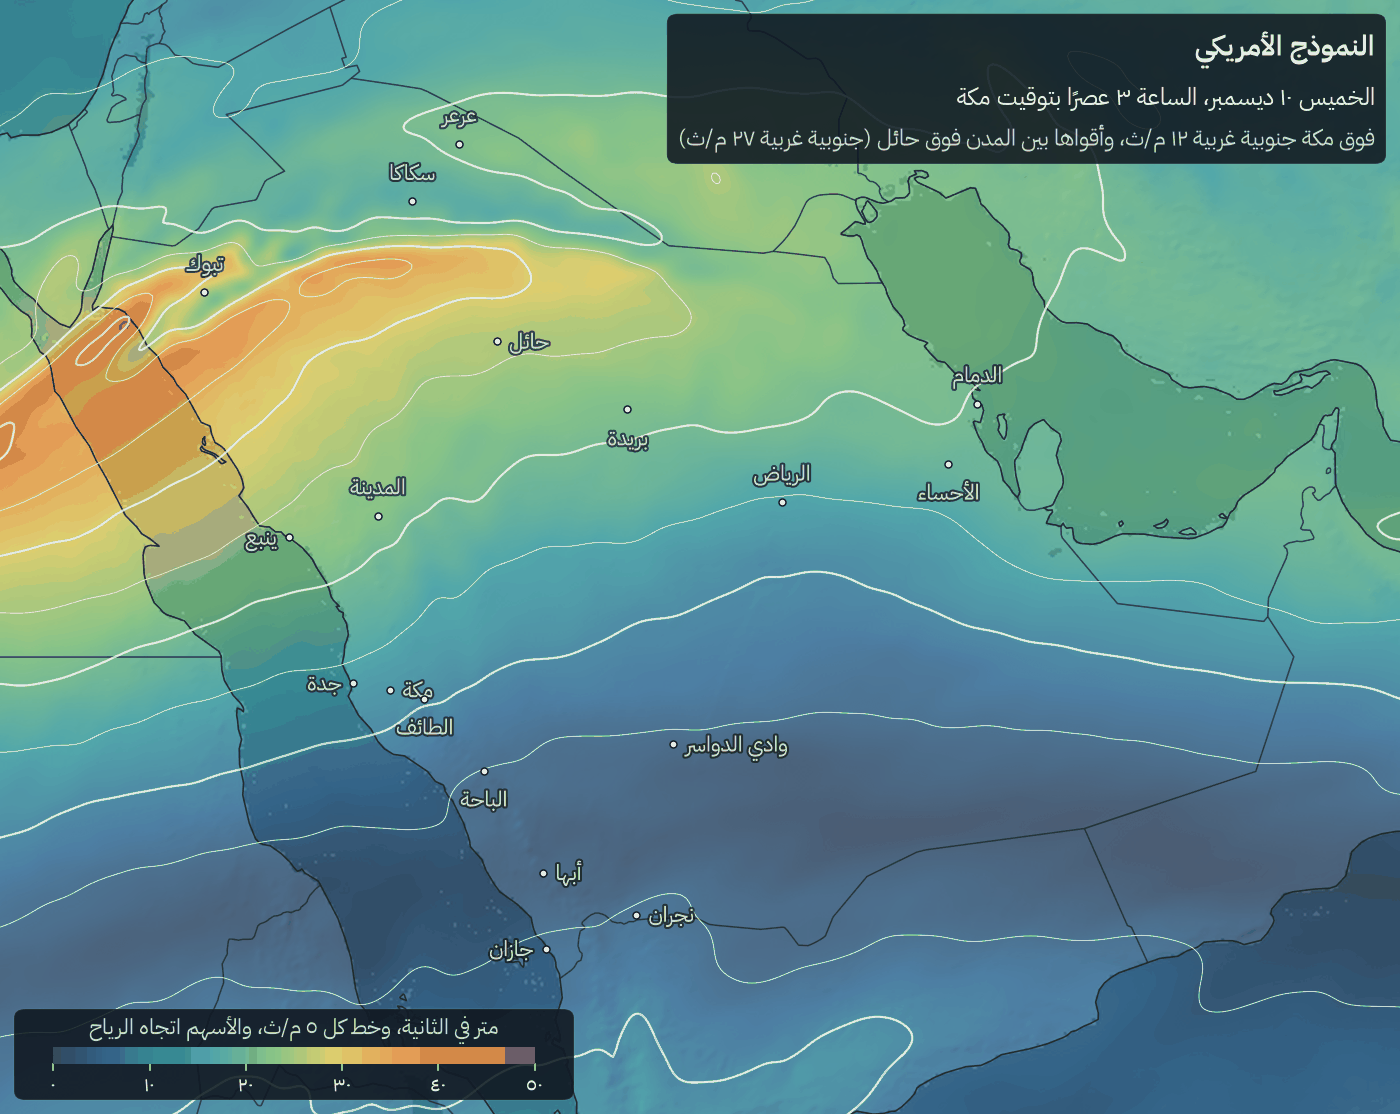 النموذج الأمريكي
الخميس ١٠ ديسمبر، الساعة ٣ عصرًا بتوقيت مكة
فوق مكة جنوبية غربية ١٢ م/ث، وأقواها بين المدن فوق حائل (جنوبية غربية ٢٧ م/ث)
عرعر
سكاكا
تبوك
حائل
الدمام
بريدة
الرياض
الأحساء
المدينة
ينبع
جدة
مكة
الطائف
وادي الدواسر
الباحة
أبها
نجران
جازان
متر في الثانية، وخط كل ٥ م/ث، والأسهم اتجاه الرياح
٠ ١٠ ٢٠ ٣٠ ٤٠ ٥٠